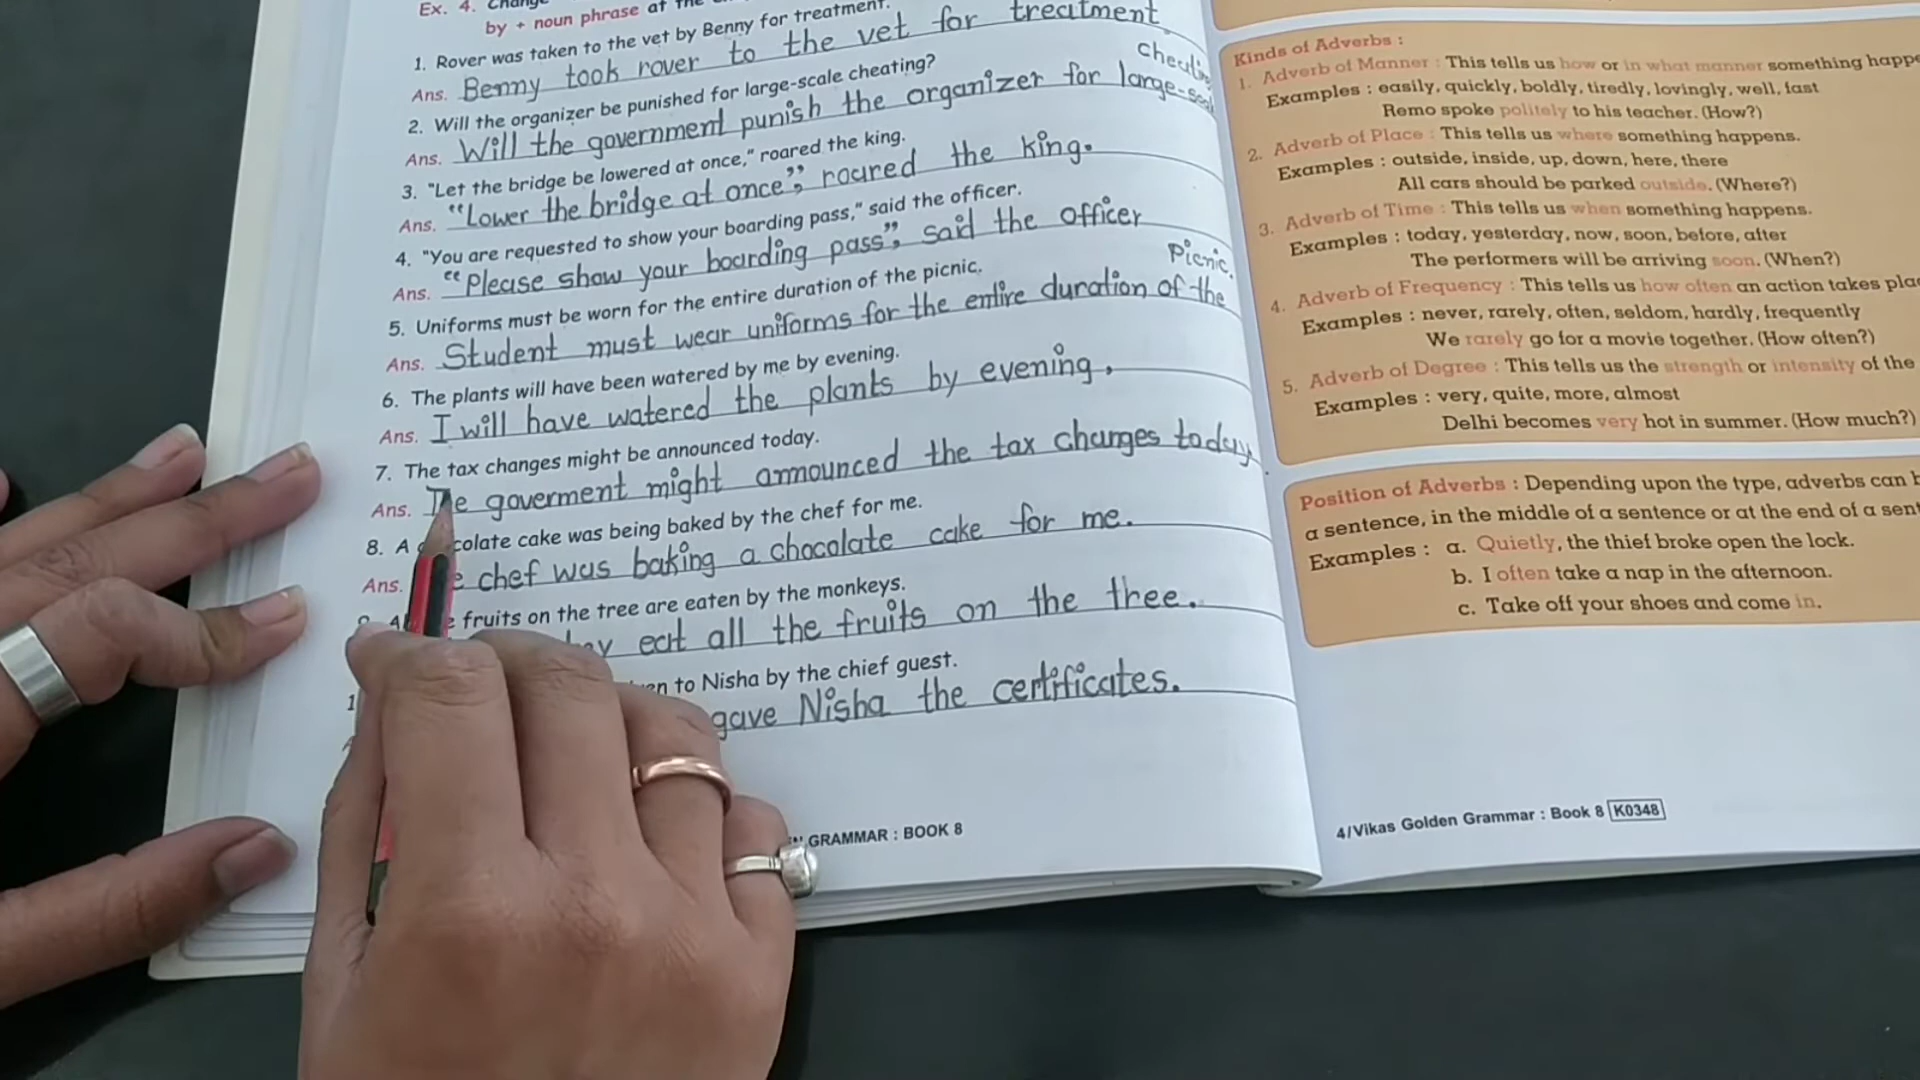 Ex. 4. Change
by + noun phrase at the
1. Rover was taken to the vet by Benny for treatment.
Ans. Benny took rover to the vet for treatment
2. Will the organizer be punished for large-scale cheating?
cheating
Ans. Will the government punish the organizer for large-scal
3. "Let the bridge be lowered at once," roared the king.
Ans. "Lower the bridge at once", roared the king.
4. "You are requested to show your boarding pass," said the officer.
Ans. "Please show your boarding pass", said the officer
5. Uniforms must be worn for the entire duration of the picnic.
Picnic.
Ans. Student must wear uniforms for the entire duration of the
6. The plants will have been watered by me by evening.
Ans. I will have watered the plants by evening.
7. The tax changes might be announced today.
Ans. The goverment might announced the tax changes today
8. A colate cake was being baked by the chef for me.
Ans. e chef was baking a chocolate cake for me.
fruits on the tree are eaten by the monkeys.
eat all the fruits on the three.
1
en to Nisha by the chief guest.
gave Nisha the certificates.
GRAMMAR : BOOK 8
Kinds of Adverbs :
1. Adverb of Manner : This tells us how or in what manner something happe
Examples : easily, quickly, boldly, tiredly, lovingly, well, fast
Remo spoke politely to his teacher. (How?)
2. Adverb of Place : This tells us where something happens.
Examples : outside, inside, up, down, here, there
All cars should be parked outside. (Where?)
3. Adverb of Time : This tells us when something happens.
Examples : today, yesterday, now, soon, before, after
The performers will be arriving soon. (When?)
4. Adverb of Frequency : This tells us how often an action takes plac
Examples : never, rarely, often, seldom, hardly, frequently
We rarely go for a movie together. (How often?)
5. Adverb of Degree : This tells us the strength or intensity of the
Examples : very, quite, more, almost
Delhi becomes very hot in summer. (How much?)
Position of Adverbs : Depending upon the type, adverbs can b
a sentence, in the middle of a sentence or at the end of a sent
Examples : a. Quietly, the thief broke open the lock.
b. I often take a nap in the afternoon.
c. Take off your shoes and come in.
4/Vikas Golden Grammar : Book 8 K0348